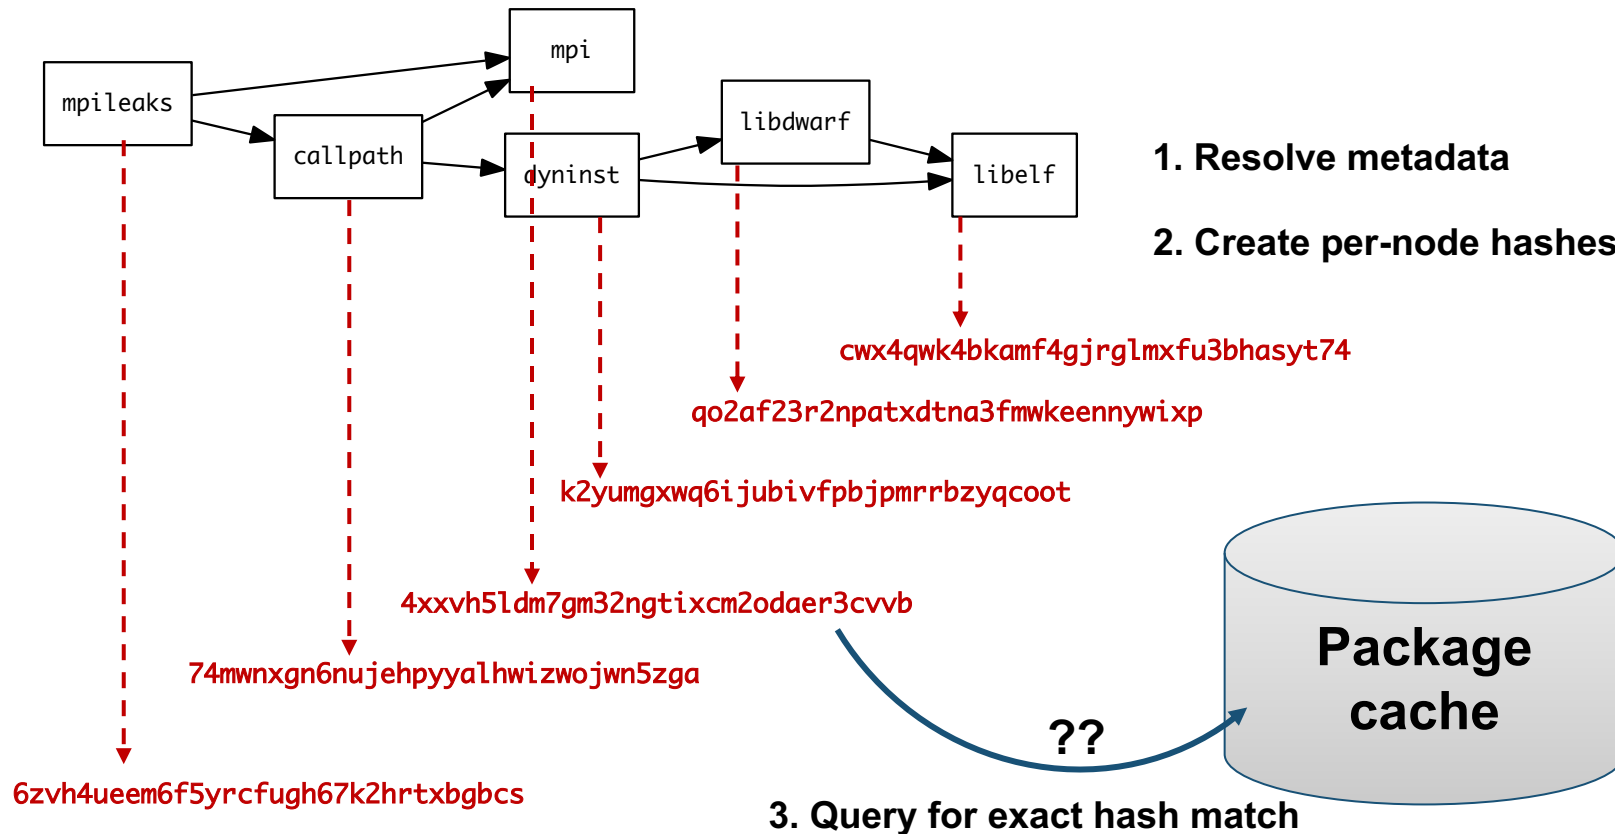 mpi
mpileaks
callpath
dyninst
libdwarf
libelf
1. Resolve metadata
2. Create per-node hashes
cwx4qwk4bkamf4gjrglmxfu3bhasyt74
qo2af23r2npatxdtna3fmwkeennywixp
k2yumgxwq6ijubivfpbjpmrrbzyqcoot
4xxvh5ldm7gm32ngtixcm2odaer3cvvb
74mwnxgn6nujehpyyalhwizwojwn5zga
6zvh4ueem6f5yrcfugh67k2hrtxbgbcs
??
Package
cache
3. Query for exact hash match